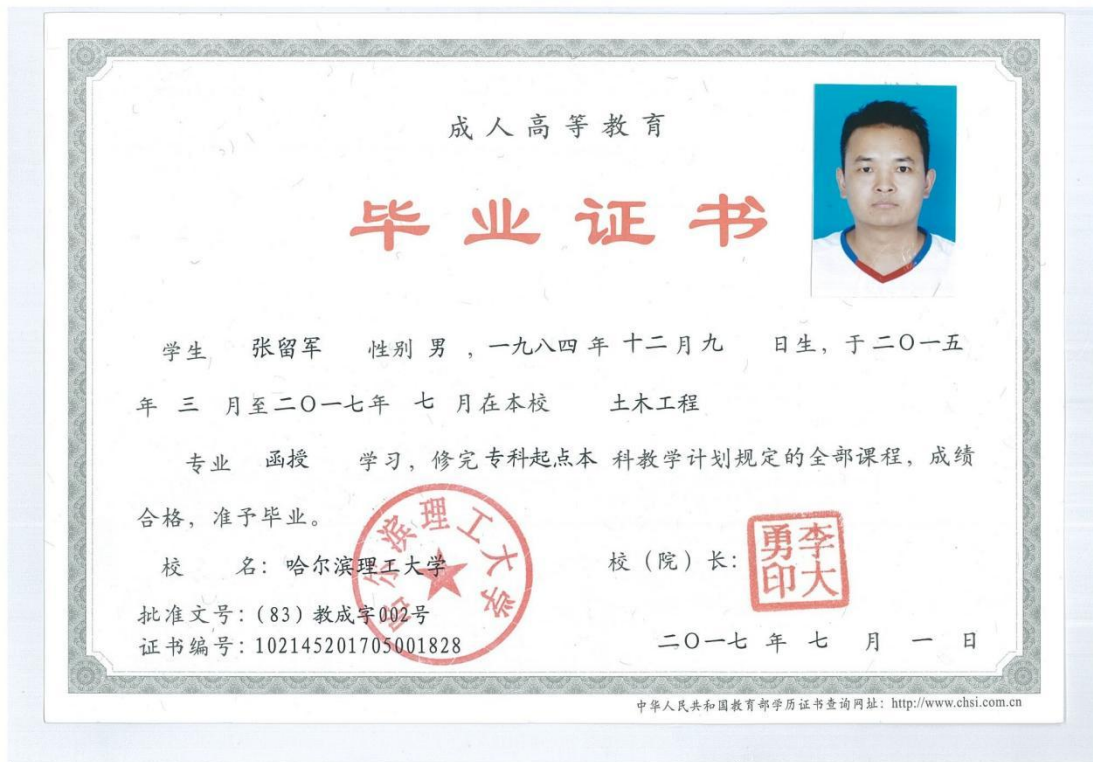 成人高等教育
毕业证书
学生 张留军 性别 男 ，一九八四 年 十二月九 日生，于二〇一五
年 三 月至二〇一七年 七 月在本校 土木工程
专业 函授 学习，修完专科起点本 科教学计划规定的全部课程，成绩
合格，准予毕业。
校 名：哈尔滨理工大学
校（院）长：
李大勇印
哈尔滨理工大学
批准文号：(83) 教成字002号
证书编号：102145201705001828
二〇一七 年 七 月 一 日
中华人民共和国教育部学历证书查询网址：http://www.chsi.com.cn